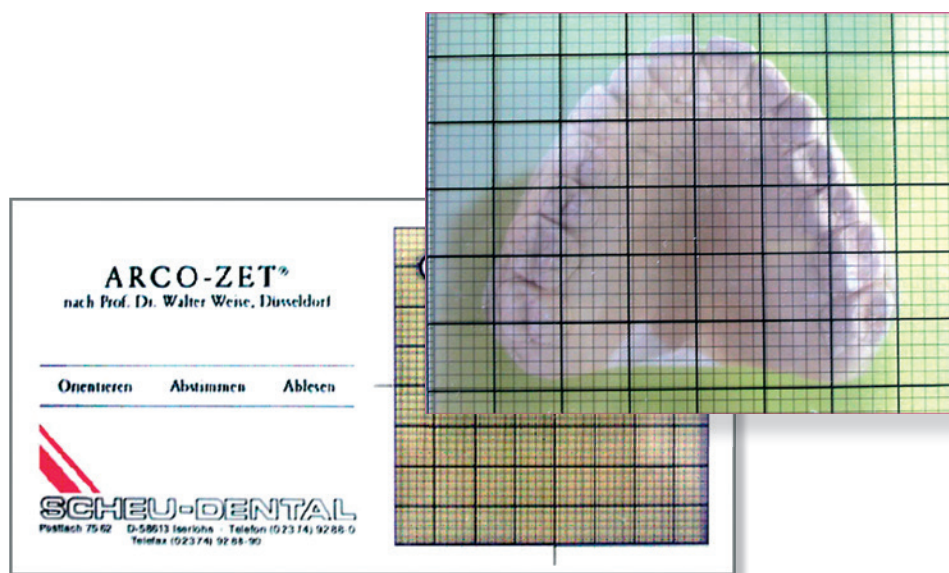 ARCO-ZET®
nach Prof. Dr. Walter Weise, Düsseldorf
Orientieren Abstimmen Ablesen
SCHEU-DENTAL
Postfach 75 62 D-58613 Iserlohn · Telefon (0 23 74) 92 88-0
Telefax (0 23 74) 92 88-90